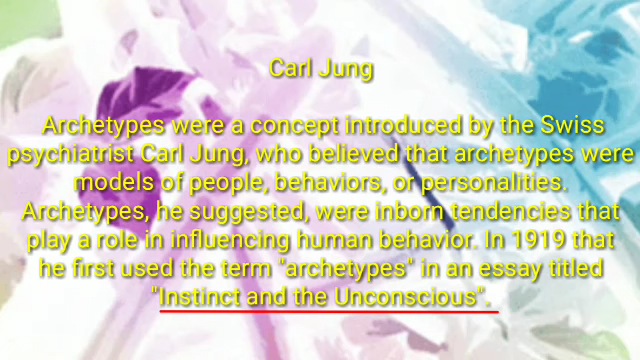 Carl Jung
Archetypes were a concept introduced by the Swiss
psychiatrist Carl Jung, who believed that archetypes were
models of people, behaviors, or personalities.
Archetypes, he suggested, were inborn tendencies that
play a role in influencing human behavior. In 1919 that
he first used the term "archetypes" in an essay titled
"Instinct and the Unconscious".